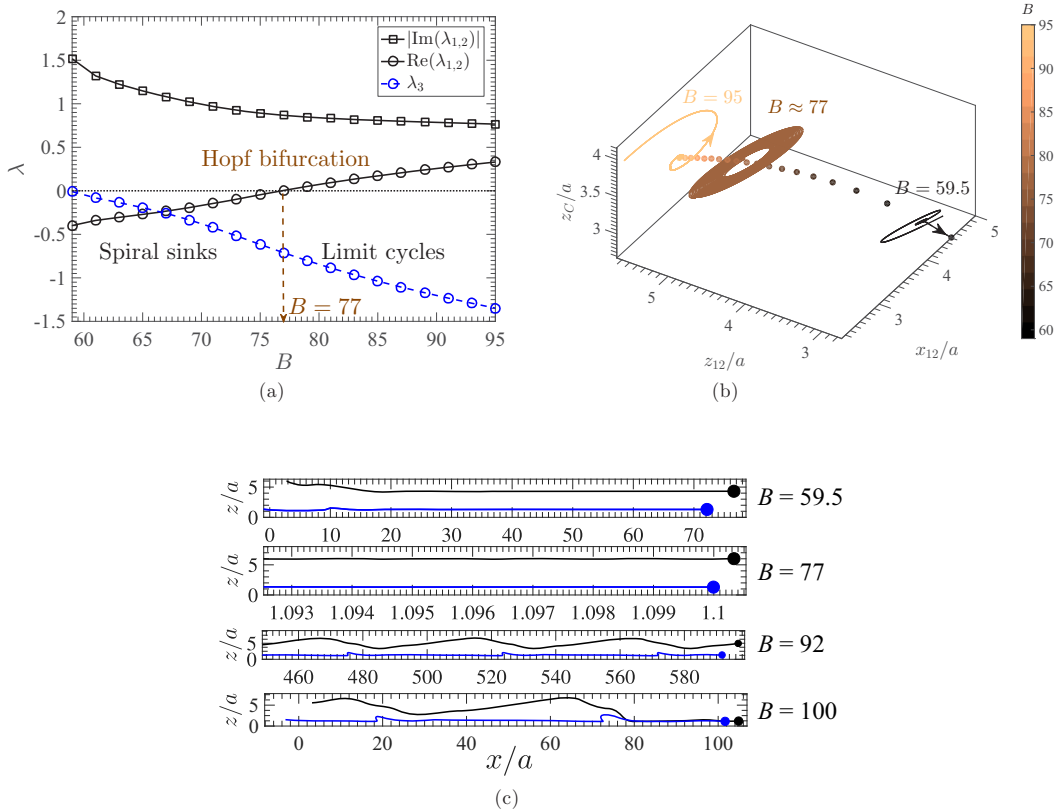 2
1.5
1
0.5
0
-0.5
-1
-1.5
λ
|Im(λ1,2)|
Re(λ1,2)
λ3
Hopf bifurcation
Spiral sinks
Limit cycles
B = 77
60 65 70 75 80 85 90 95
B
(a)
B = 95
B ≈ 77
B = 59.5
4
3.5
3
zC/a
5 4 3
z12/a
3 4 5
x12/a
B
95
90
85
80
75
70
65
60
(b)
z/a
5
0
B = 59.5
0 10 20 30 40 50 60 70
z/a
5
0
B = 77
1.093 1.094 1.095 1.096 1.097 1.098 1.099 1.1
z/a
5
0
B = 92
460 480 500 520 540 560 580
z/a
5
0
B = 100
0 20 40 60 80 100
x/a
(c)